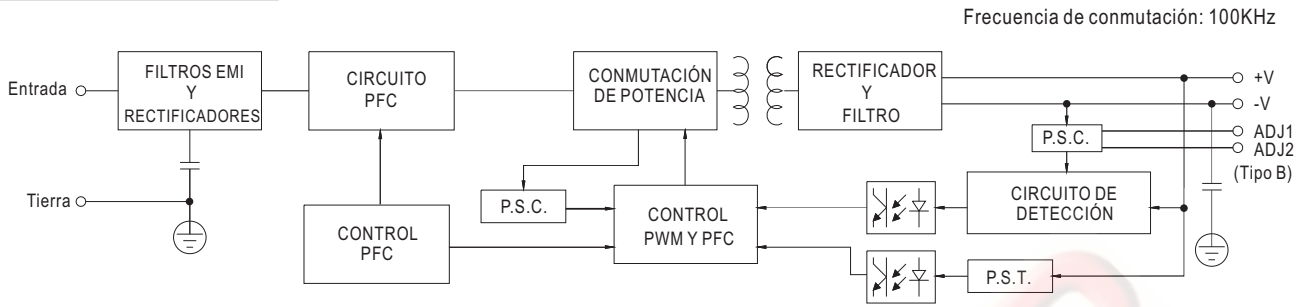 Frecuencia de conmutación: 100KHz
Entrada
FILTROS EMI
Y
RECTIFICADORES
CIRCUITO
PFC
CONMUTACIÓN
DE POTENCIA
RECTIFICADOR
Y
FILTRO
+V
-V
ADJ1
ADJ2
(Tipo B)
P.S.C.
Tierra
CONTROL
PFC
P.S.C.
CONTROL
PWM Y PFC
CIRCUITO DE
DETECCIÓN
P.S.T.